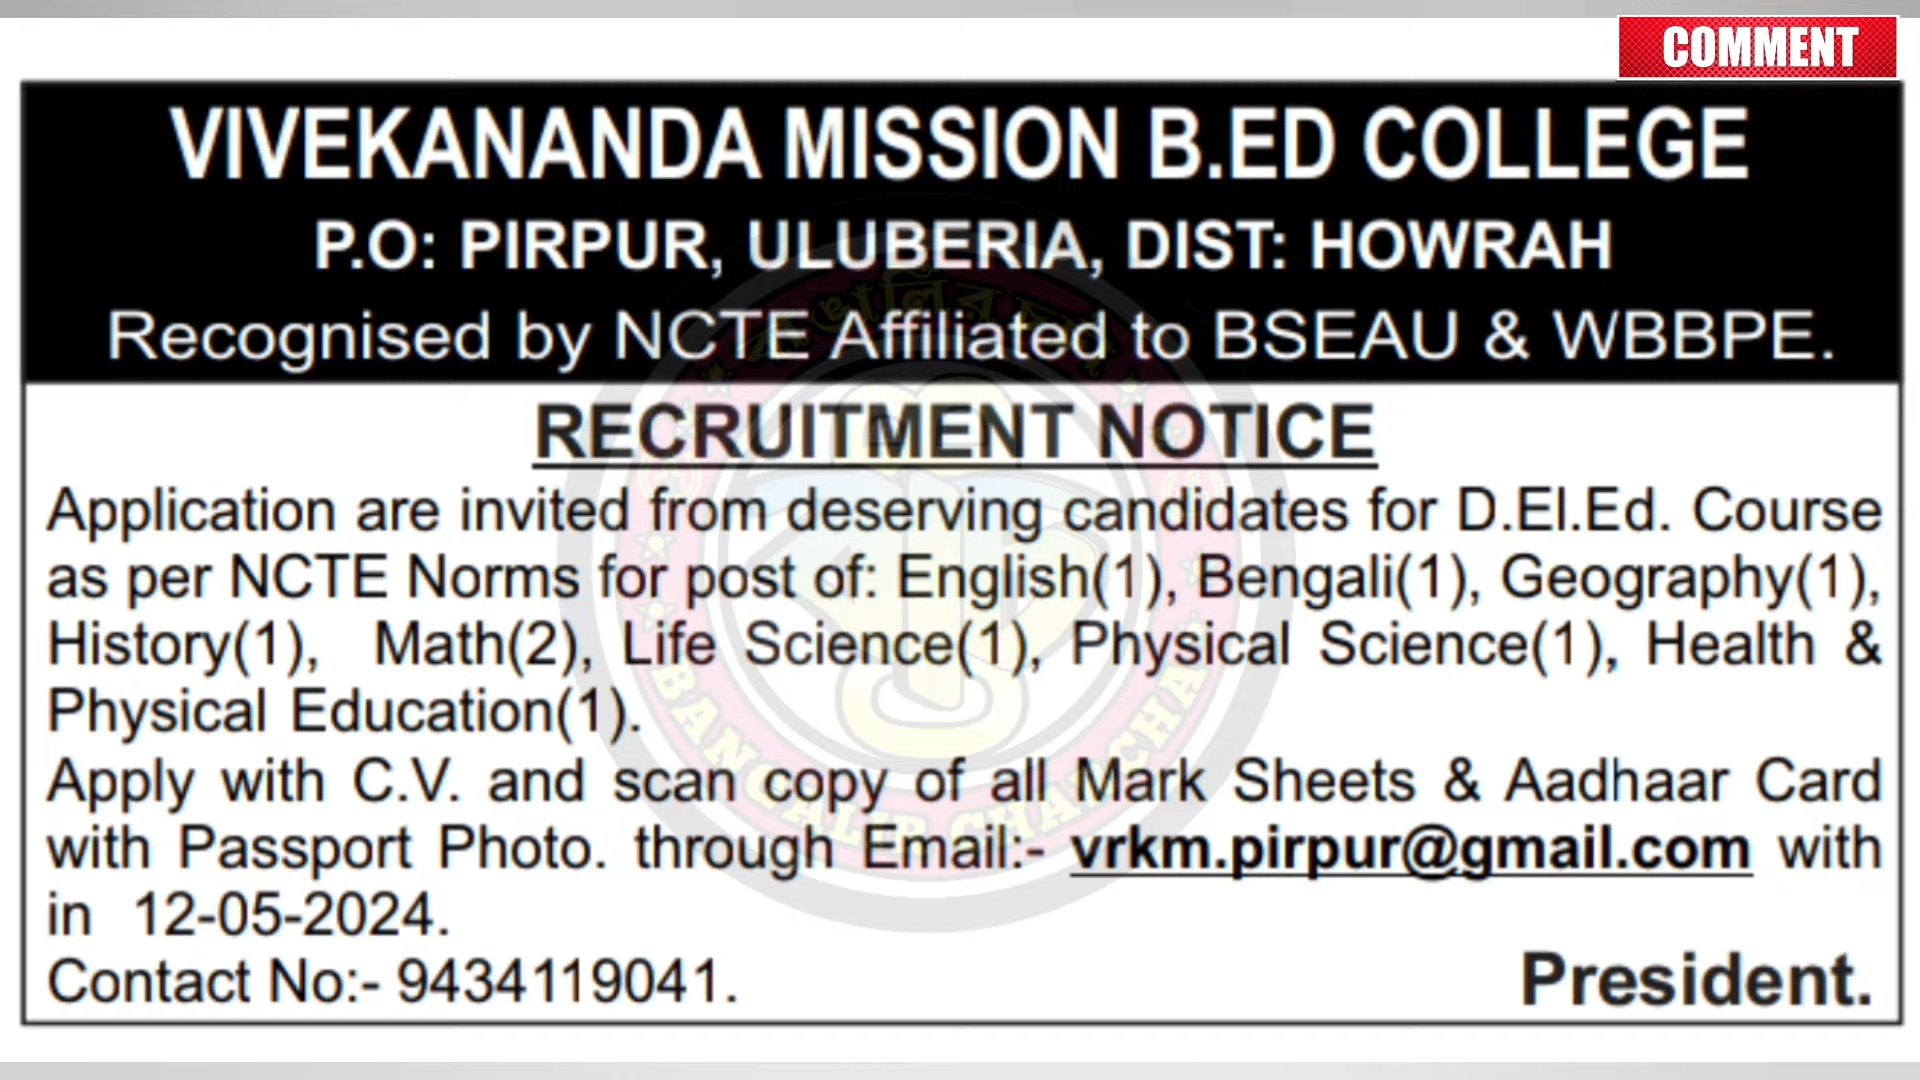 COMMENT
VIVEKANANDA MISSION B.ED COLLEGE
P.O: PIRPUR, ULUBERIA, DIST: HOWRAH
Recognised by NCTE Affiliated to BSEAU & WBBPE.
RECRUITMENT NOTICE
Application are invited from deserving candidates for D.El.Ed. Course
as per NCTE Norms for post of: English(1), Bengali(1), Geography(1),
History(1), Math(2), Life Science(1), Physical Science(1), Health &
Physical Education(1).
Apply with C.V. and scan copy of all Mark Sheets & Aadhaar Card
with Passport Photo. through Email:- vrkm.pirpur@gmail.com with
in 12-05-2024.
Contact No:- 9434119041.
President.
BANGALIR CHARCHA